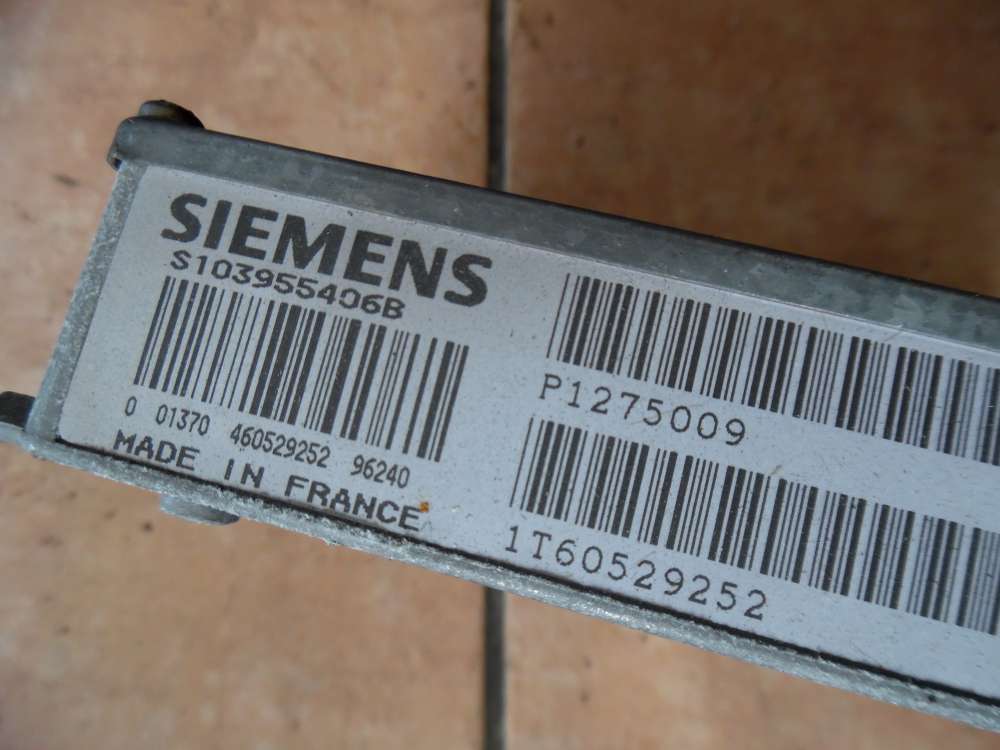 SIEMENS
S103955406B
0 01370 460529252 96240
MADE IN FRANCE
P1275009
1T60529252